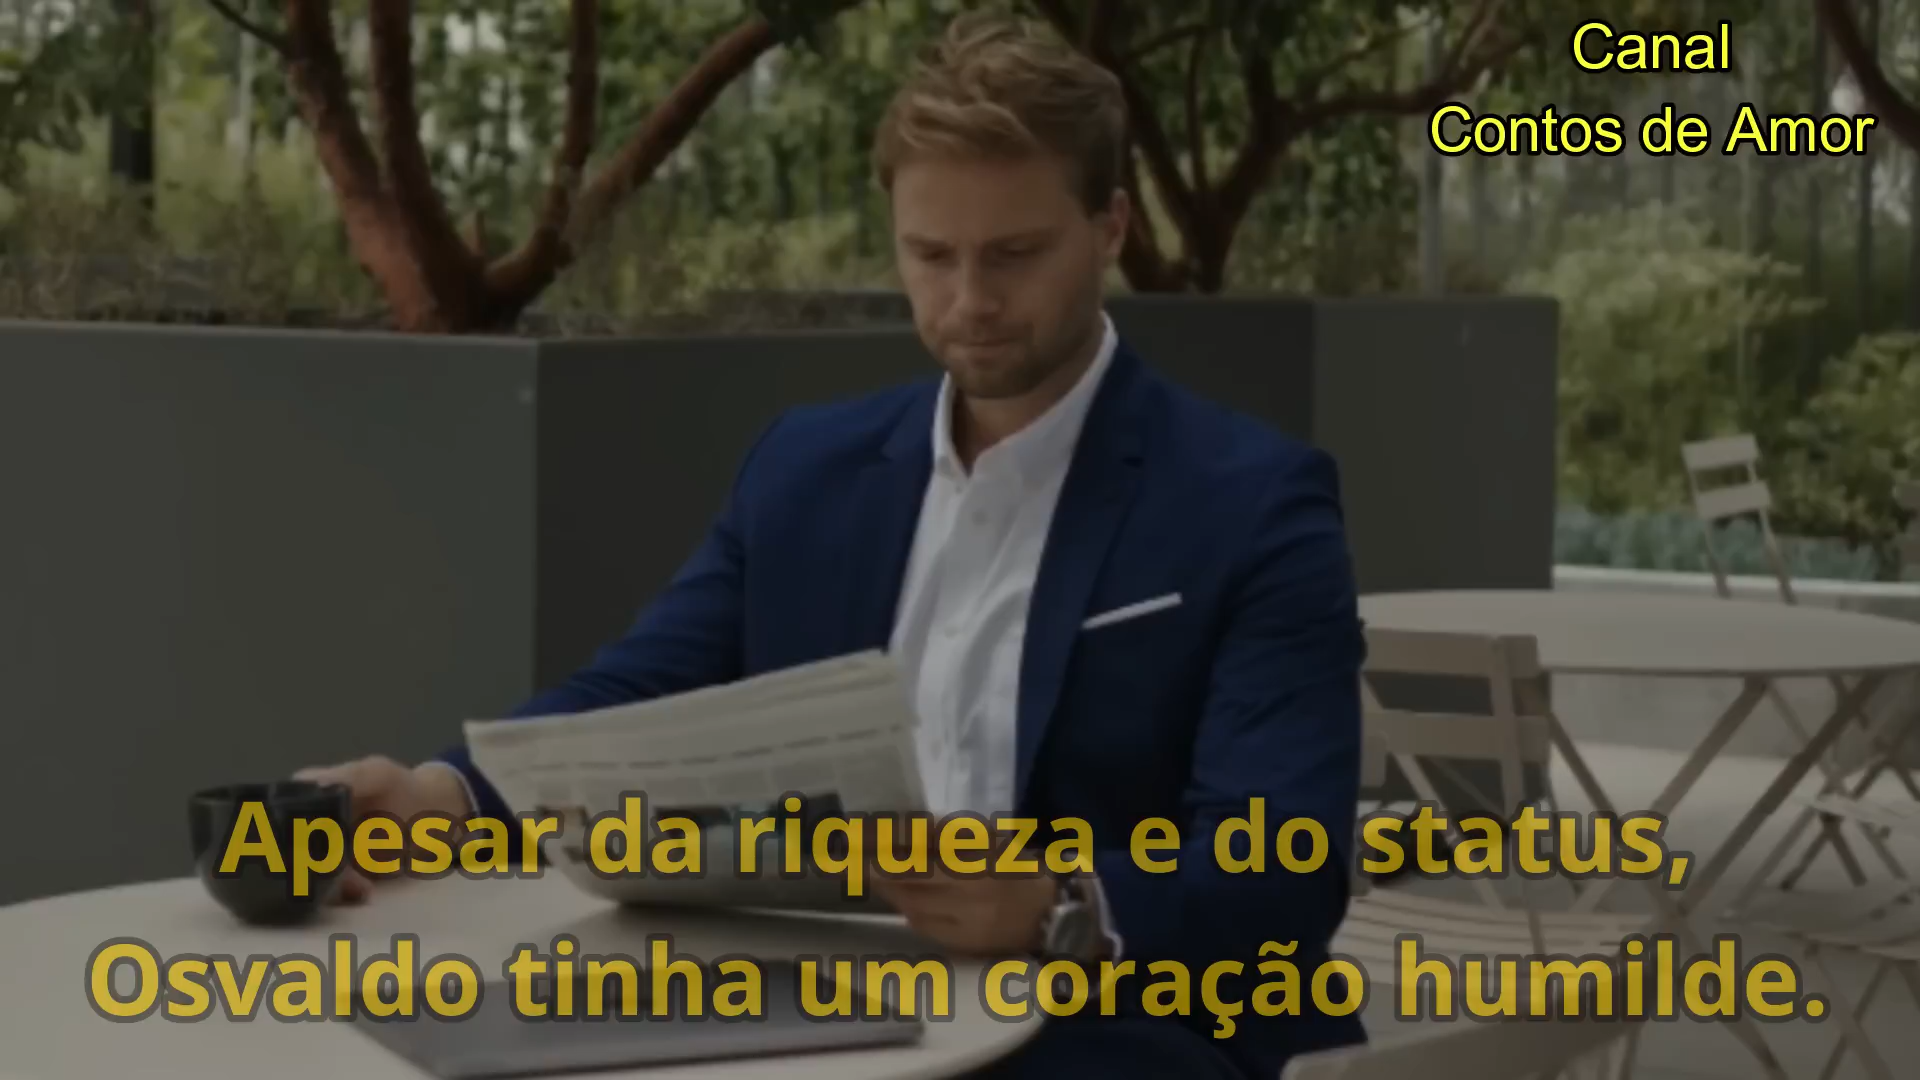 Canal
Contos de Amor
Apesar da riqueza e do status,
Osvaldo tinha um coração humilde.